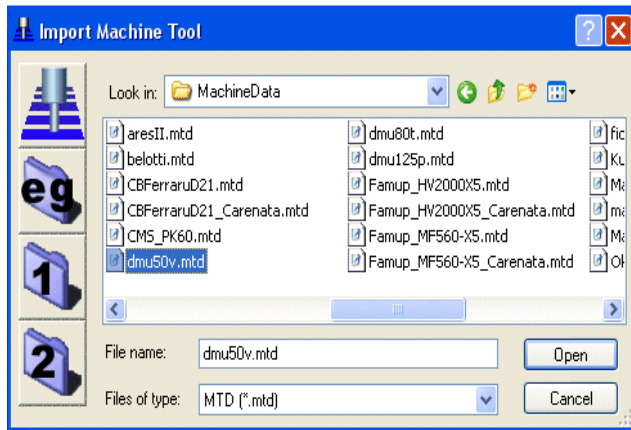 Import Machine Tool
Look in: MachineData
aresII.mtd
belotti.mtd
CBFerraruD21.mtd
CBFerraruD21_Carenata.mtd
CMS_PK60.mtd
dmu50v.mtd
dmu80t.mtd
dmu125p.mtd
Famup_HV2000X5.mtd
Famup_HV2000X5_Carenata.mtd
Famup_MF560-X5.mtd
Famup_MF560-X5_Carenata.mtd
eg
1
2
File name: dmu50v.mtd Open
Files of type: MTD (*.mtd) Cancel